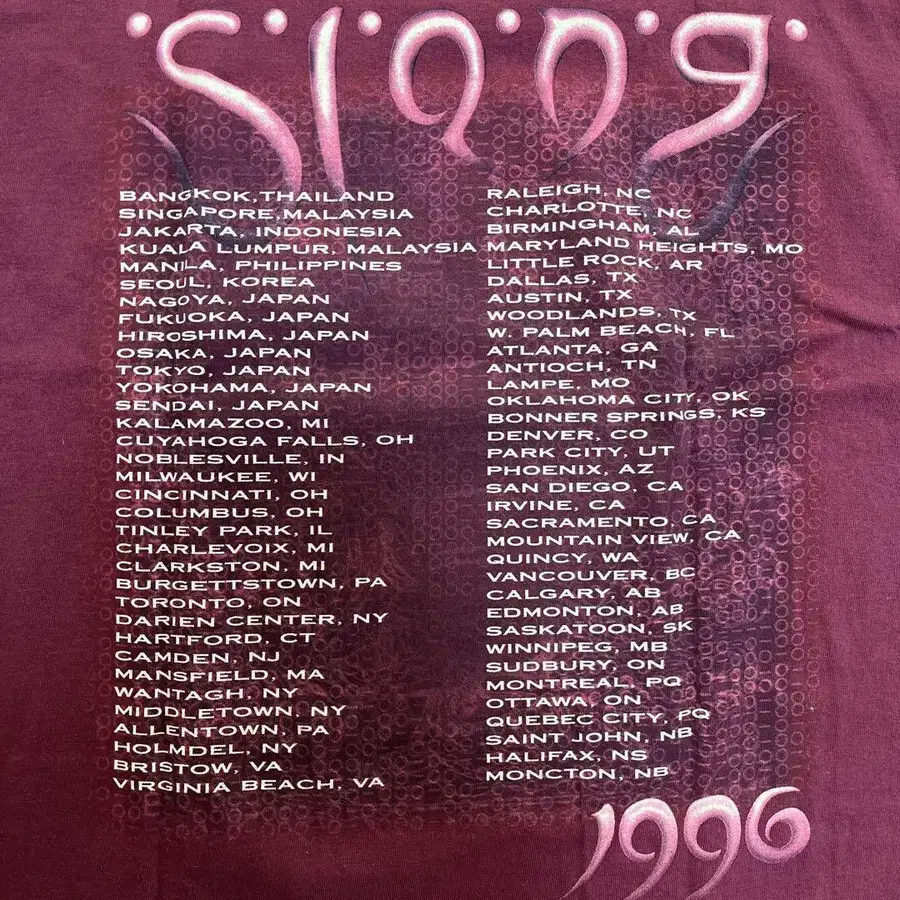 ·S·l·a·n·g·
BANGKOK, THAILAND
SINGAPORE, MALAYSIA
JAKARTA, INDONESIA
KUALA LUMPUR, MALAYSIA
MANILA, PHILIPPINES
SEOUL, KOREA
NAGOYA, JAPAN
FUKUOKA, JAPAN
HIROSHIMA, JAPAN
OSAKA, JAPAN
TOKYO, JAPAN
YOKOHAMA, JAPAN
SENDAI, JAPAN
KALAMAZOO, MI
CUYAHOGA FALLS, OH
NOBLESVILLE, IN
MILWAUKEE, WI
CINCINNATI, OH
COLUMBUS, OH
TINLEY PARK, IL
CHARLEVOIX, MI
CLARKSTON, MI
BURGETTSTOWN, PA
TORONTO, ON
DARIEN CENTER, NY
HARTFORD, CT
CAMDEN, NJ
MANSFIELD, MA
WANTAGH, NY
MIDDLETOWN, NY
ALLENTOWN, PA
HOLMDEL, NY
BRISTOW, VA
VIRGINIA BEACH, VA
RALEIGH, NC
CHARLOTTE, NC
BIRMINGHAM, AL
MARYLAND HEIGHTS, MO
LITTLE ROCK, AR
DALLAS, TX
AUSTIN, TX
WOODLANDS, TX
W. PALM BEACH, FL
ATLANTA, GA
ANTIOCH, TN
LAMPE, MO
OKLAHOMA CITY, OK
BONNER SPRINGS, KS
DENVER, CO
PARK CITY, UT
PHOENIX, AZ
SAN DIEGO, CA
IRVINE, CA
SACRAMENTO, CA
MOUNTAIN VIEW, CA
QUINCY, WA
VANCOUVER, BC
CALGARY, AB
EDMONTON, AB
SASKATOON, SK
WINNIPEG, MB
SUDBURY, ON
MONTREAL, PQ
OTTAWA, ON
QUEBEC CITY, PQ
SAINT JOHN, NB
HALIFAX, NS
MONCTON, NB
1996